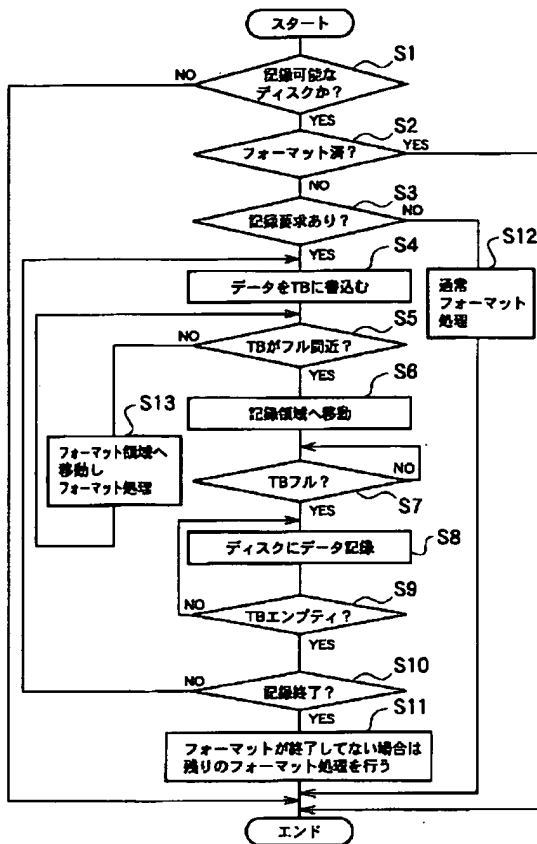 スタート
S1
記録可能な
ディスクか？
NO
YES
S2
フォーマット済？
YES
NO
S3
記録要求あり？
NO
YES
S12
通常
フォーマット
処理
S4
データをTBに書込む
S5
TBがフル間近？
NO
YES
S6
記録領域へ移動
S13
フォーマット領域へ
移動し
フォーマット処理
TBフル？
NO
S7
YES
ディスクにデータ記録
S8
S9
TBエンプティ？
NO
YES
S10
記録終了？
NO
YES
S11
フォーマットが終了してない場合は
残りのフォーマット処理を行う
エンド